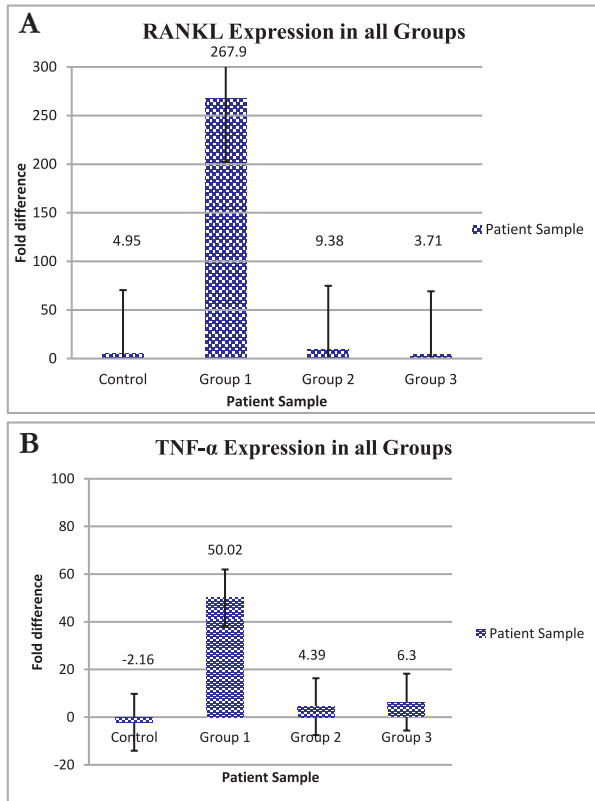 A
RANKL Expression in all Groups
267.9
300
250
200
150
100
50
0
Fold difference
4.95
9.38
3.71
Patient Sample
Control
Group 1
Group 2
Group 3
Patient Sample
B
TNF-α Expression in all Groups
100
80
60
40
20
0
-20
Fold difference
-2.16
50.02
4.39
6.3
Patient Sample
Control
Group 1
Group 2
Group 3
Patient Sample